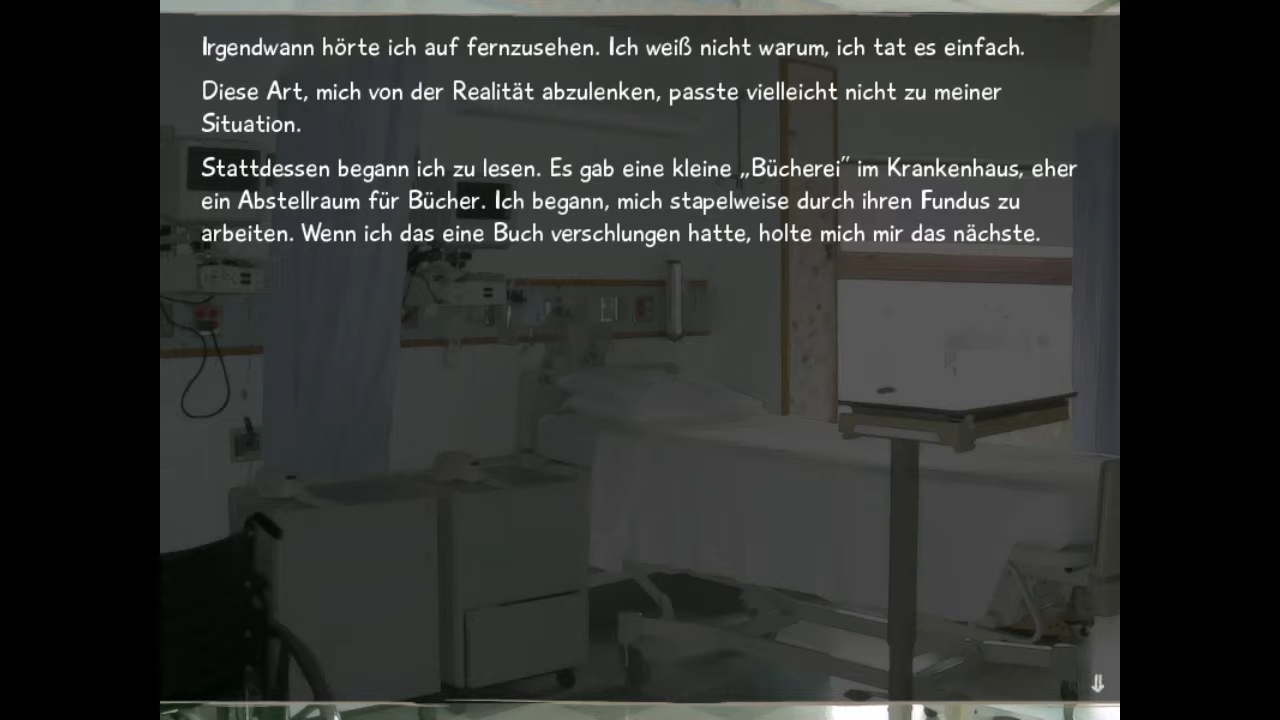 Irgendwann hörte ich auf fernzusehen. Ich weiß nicht warum, ich tat es einfach.
Diese Art, mich von der Realität abzulenken, passte vielleicht nicht zu meiner
Situation.
Stattdessen begann ich zu lesen. Es gab eine kleine „Bücherei“ im Krankenhaus, eher
ein Abstellraum für Bücher. Ich begann, mich stapelweise durch ihren Fundus zu
arbeiten. Wenn ich das eine Buch verschlungen hatte, holte mich mir das nächste.